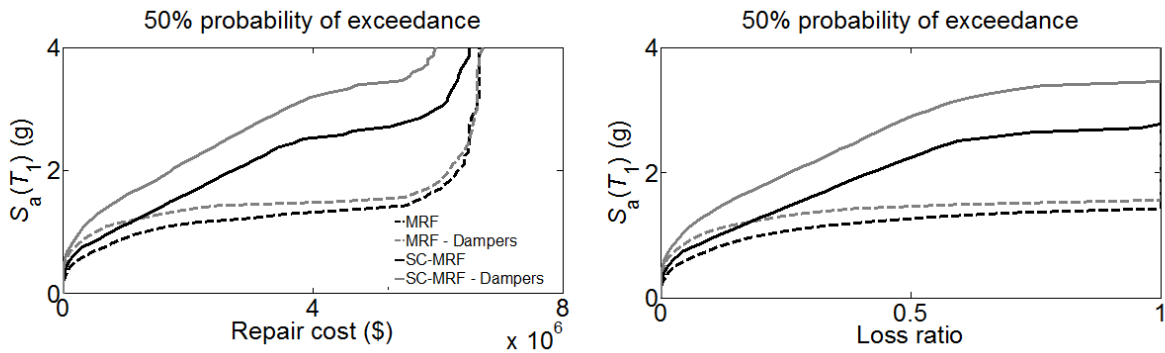 50% probability of exceedance
4
2
0
Sa(T1) (g)
MRF
MRF - Dampers
SC-MRF
SC-MRF - Dampers
0 4 8
Repair cost ($)
x 10^6
50% probability of exceedance
4
2
0
Sa(T1) (g)
0 0.5 1
Loss ratio